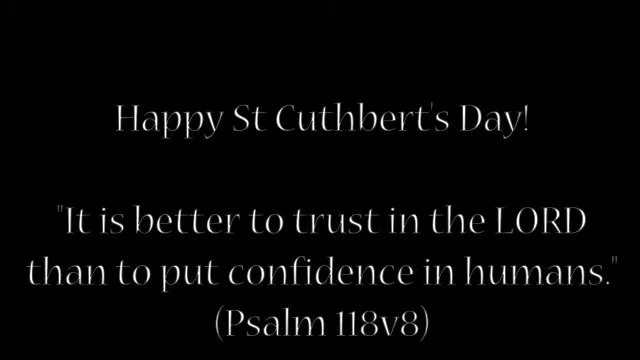 Happy St Cuthbert's Day!
"It is better to trust in the LORD
than to put confidence in humans."
(Psalm 118v8)